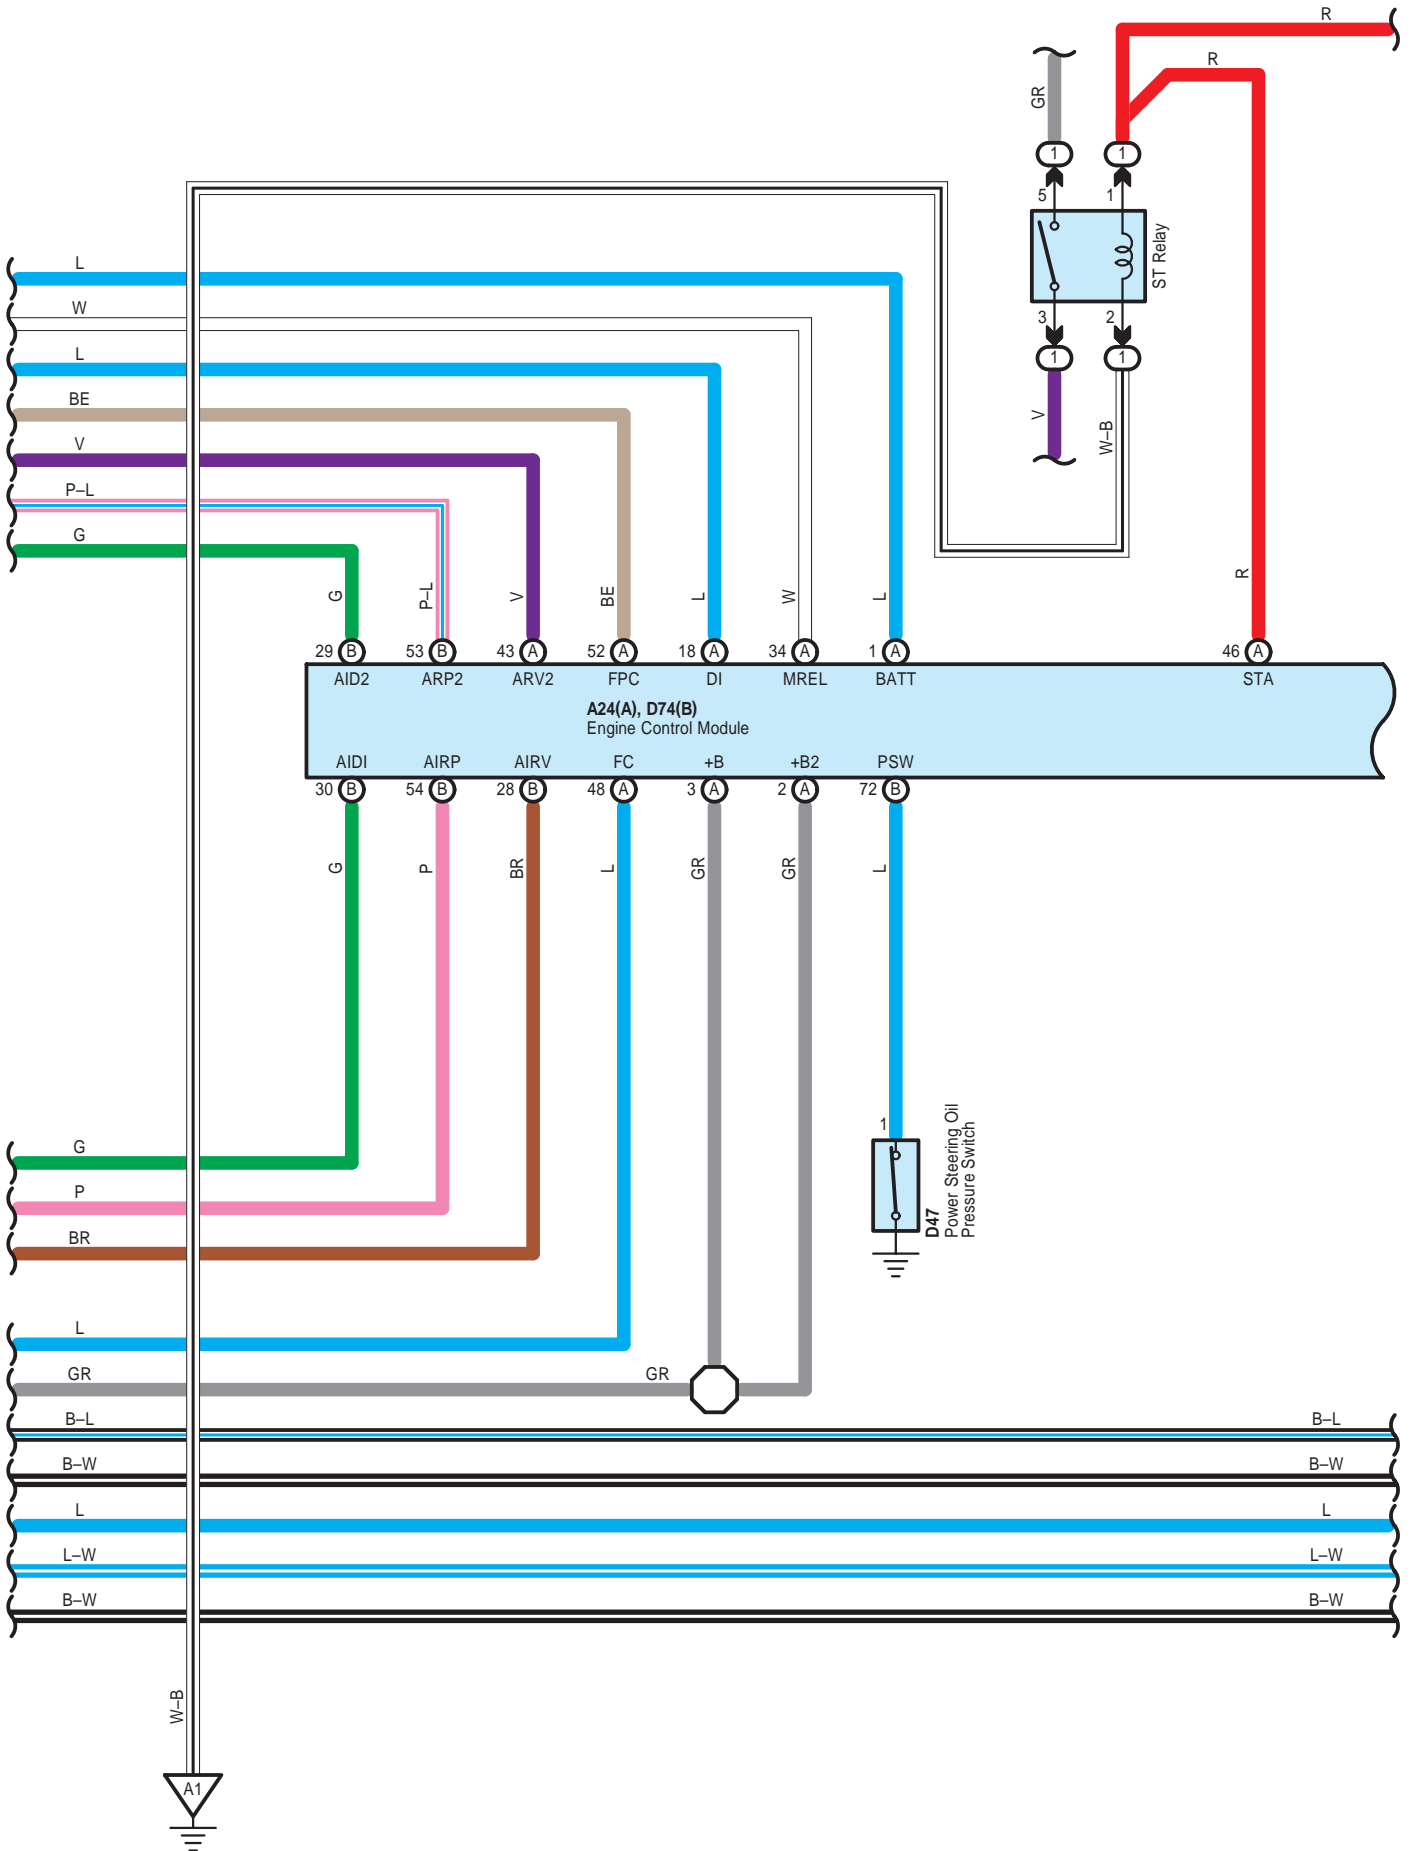 R
R
GR
1 1
5 1
ST Relay
3 2
1 1
V
W–B
L
W
L
BE
V
P–L
G
G P–L V BE L W L R
29 B 53 B 43 A 52 A 18 A 34 A 1 A 46 A
AID2 ARP2 ARV2 FPC DI MREL BATT STA
A24(A), D74(B)
Engine Control Module
AIDI AIRP AIRV FC +B +B2 PSW
30 B 54 B 28 B 48 A 3 A 2 A 72 B
G P BR L GR GR L
1
D47
Power Steering Oil
Pressure Switch
G
P
BR
L
GR GR
B–L B–L
B–W B–W
L L
L–W L–W
B–W B–W
W–B
A1